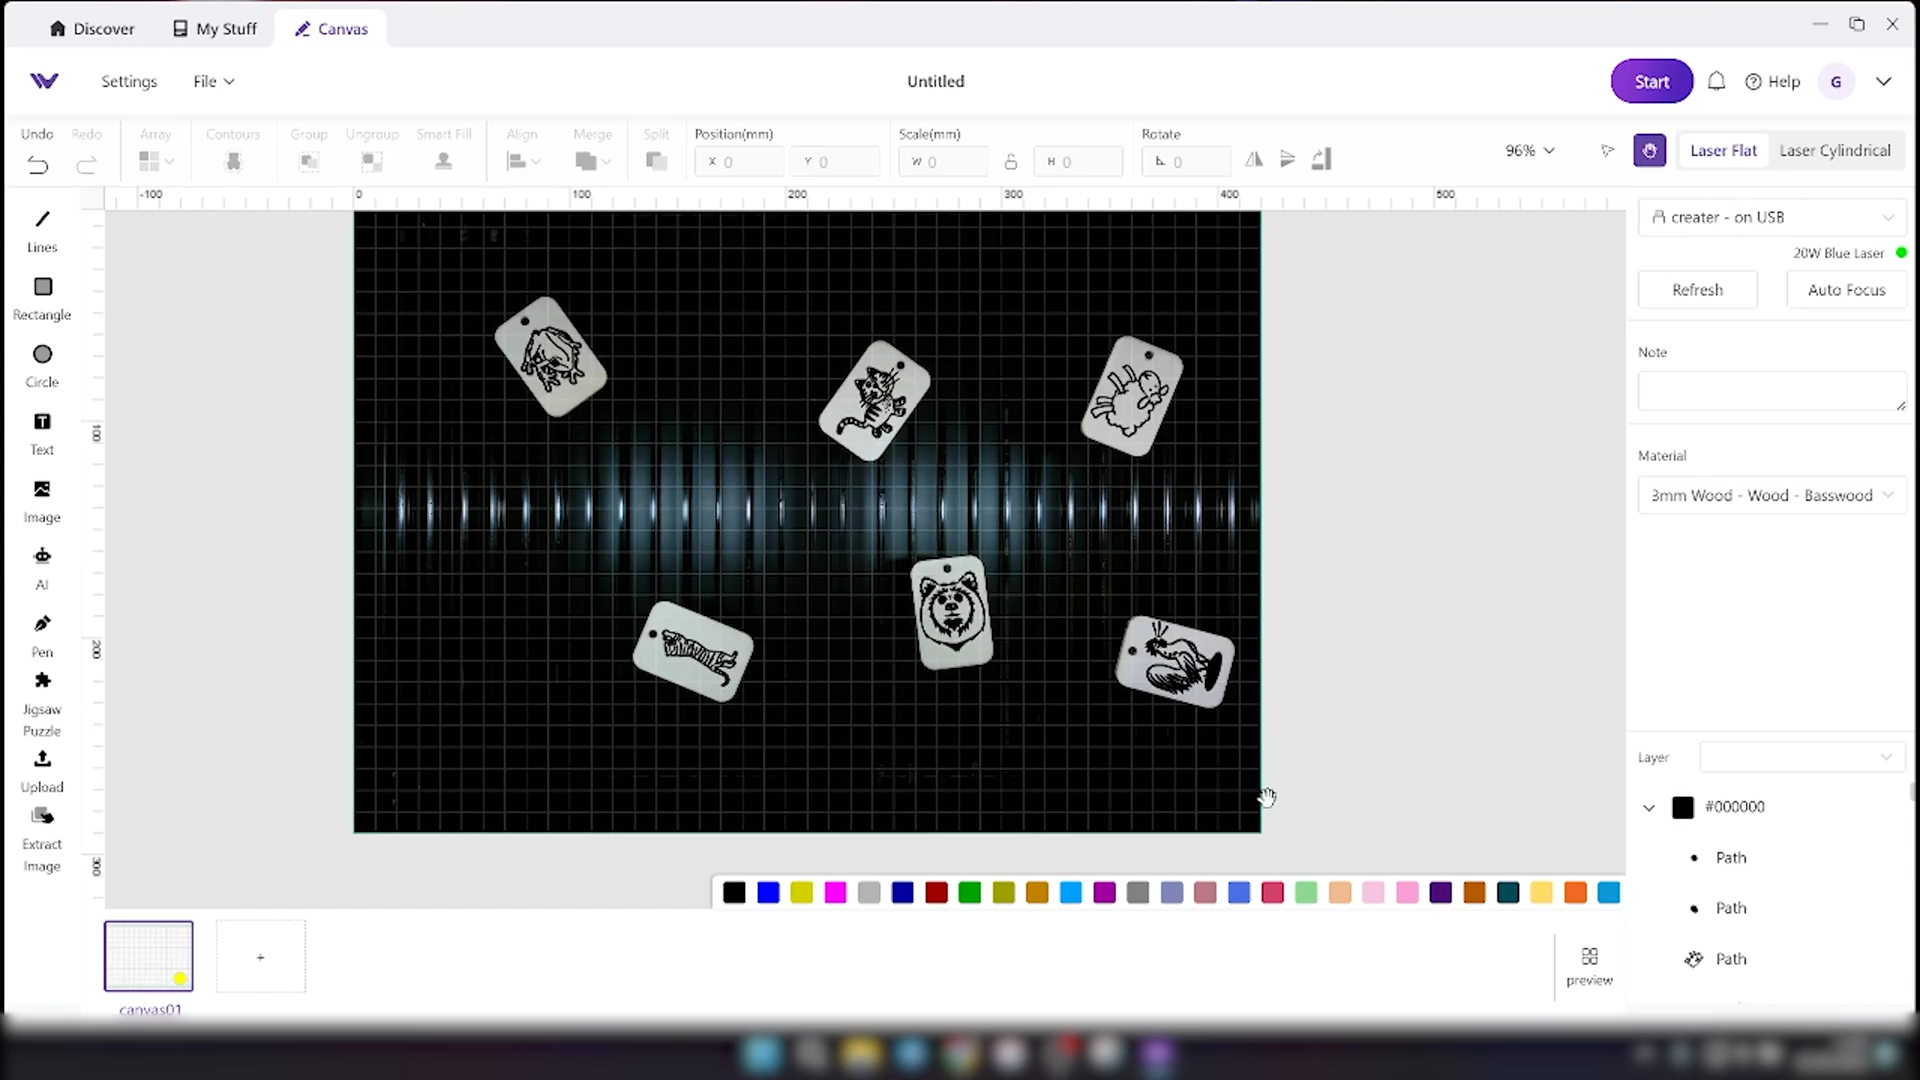 Discover My Stuff Canvas
Settings File Untitled Start Help G
Undo Redo Array Contours Group Ungroup Smart Fill Align Merge Split Position(mm) Scale(mm) Rotate
X 0 Y 0 W 0 H 0 0 96% Laser Flat Laser Cylindrical
-100 0 100 200 300 400 500
100
200
300
Lines
Rectangle
Circle
Text
Image
AI
Pen
Jigsaw
Puzzle
Upload
Extract
Image
creater - on USB
20W Blue Laser
Refresh Auto Focus
Note
Material
3mm Wood - Wood - Basswood
Layer
#000000
Path
Path
Path
+
canvas01
preview